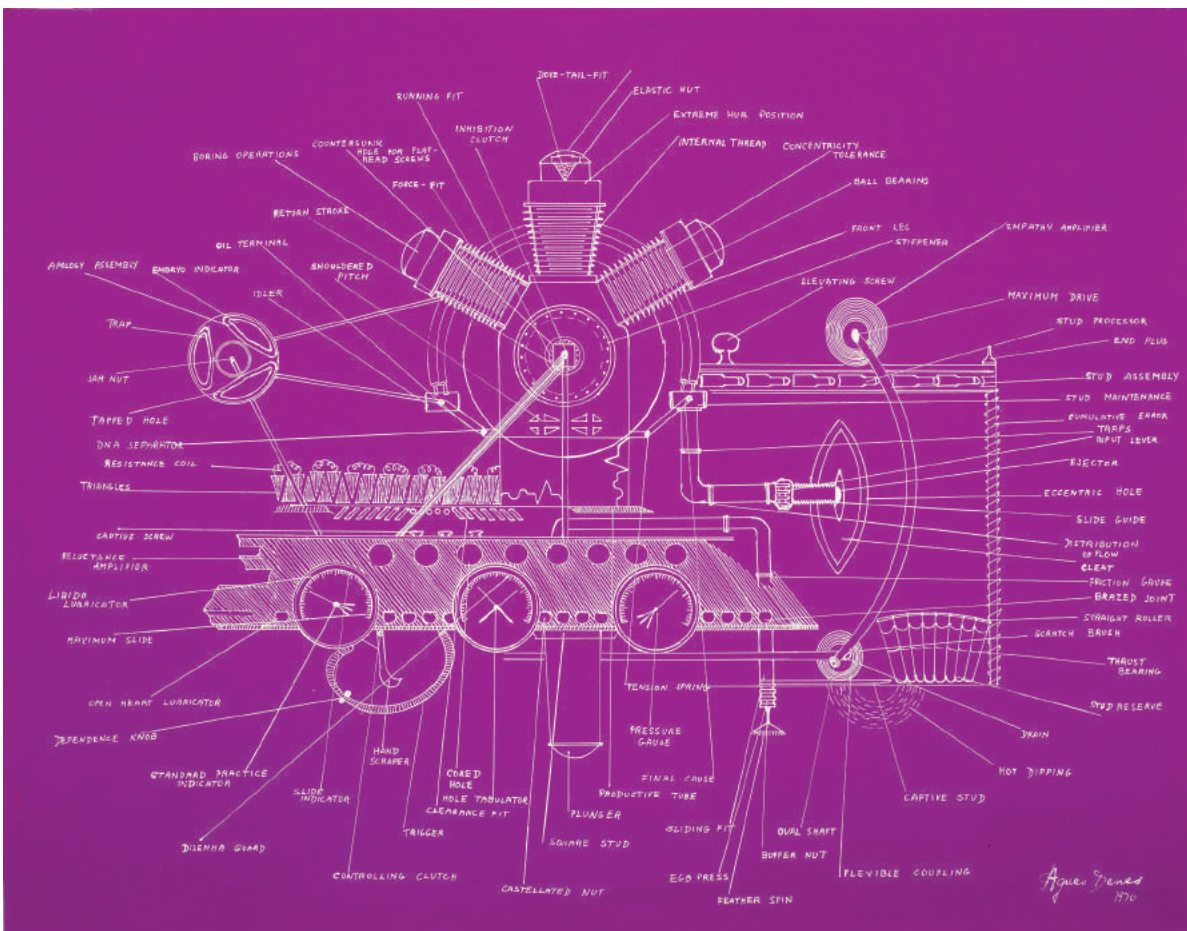 DOVE-TAIL-FIT
RUNNING FIT
ELASTIC NUT
INHIBITION
CLUTCH
EXTREME HUB POSITION
COUNTERSUNK
HOLE FOR FLAT-
HEAD SCREWS
INTERNAL THREAD
CONCENTRICITY
TOLERANCE
BORING OPERATIONS
FORCE-FIT
BALL BEARING
RETURN STROKE
FRONT LEG
EMPATHY AMPLIFIER
OIL TERMINAL
STIFFENER
ANALOGY ASSEMBLY
EMBRYO INDICATOR
SHOULDERED
PITCH
ELEVATING SCREW
IDLER
MAXIMUM DRIVE
TRAP
STUD PROCESSOR
END PLUG
JAM NUT
STUD ASSEMBLY
STUD MAINTENANCE
TAPPED HOLE
CUMULATIVE ERROR
TRAPS
DNA SEPARATOR
INPUT LEVER
RESISTANCE COIL
EJECTOR
TRIANGLES
ECCENTRIC HOLE
SLIDE GUIDE
CAPTIVE SCREW
DISTRIBUTION
OF FLOW
RELUCTANCE
AMPLIFIER
CLEAT
FRICTION GAUGE
LIBIDO
LUBRICATOR
BRAZED JOINT
STRAIGHT ROLLER
MAXIMUM SLIDE
SCRATCH BRUSH
THRUST
BEARING
TENSION SPRING
OPEN HEART LUBRICATOR
STUD RESERVE
DEPENDENCE KNOB
PRESSURE
GAUGE
DRAIN
HAND
SCRAPER
STANDARD PRACTICE
INDICATOR
CORED
HOLE
FINAL CAUSE
HOT DIPPING
SLIDE
INDICATOR
HOLE TABULATOR
PRODUCTIVE TUBE
CAPTIVE STUD
CLEARANCE FIT
PLUNGER
TRIGGER
SLIDING FIT
OVAL SHAFT
DILEMMA GUARD
SQUARE STUD
BUFFER NUT
CONTROLLING CLUTCH
EGO PRESS
FLEXIBLE COUPLING
CASTELLATED NUT
FEATHER SPIN
Agnes Denes
1970